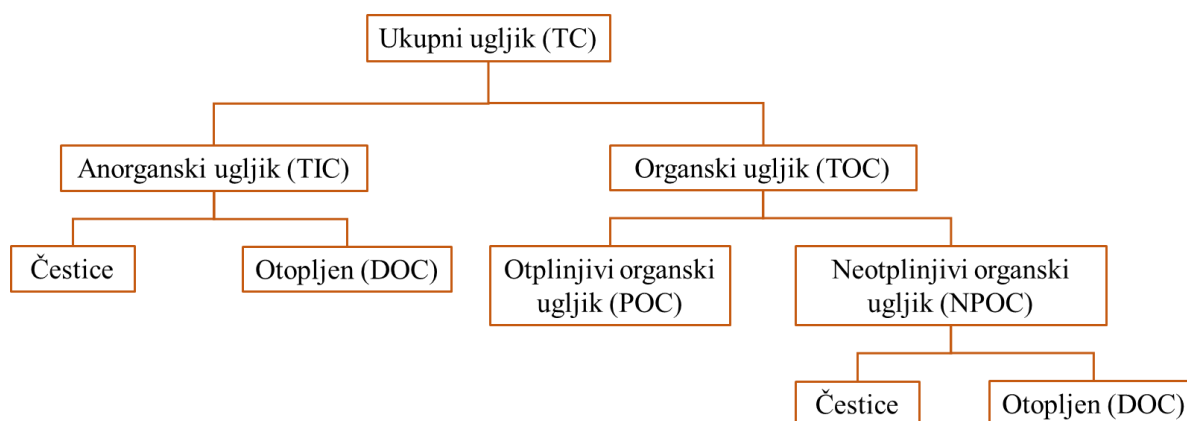 Ukupni ugljik (TC)
Anorganski ugljik (TIC)
Organski ugljik (TOC)
Čestice
Otopljen (DOC)
Otplinjivi organski
ugljik (POC)
Neotplinjivi organski
ugljik (NPOC)
Čestice
Otopljen (DOC)